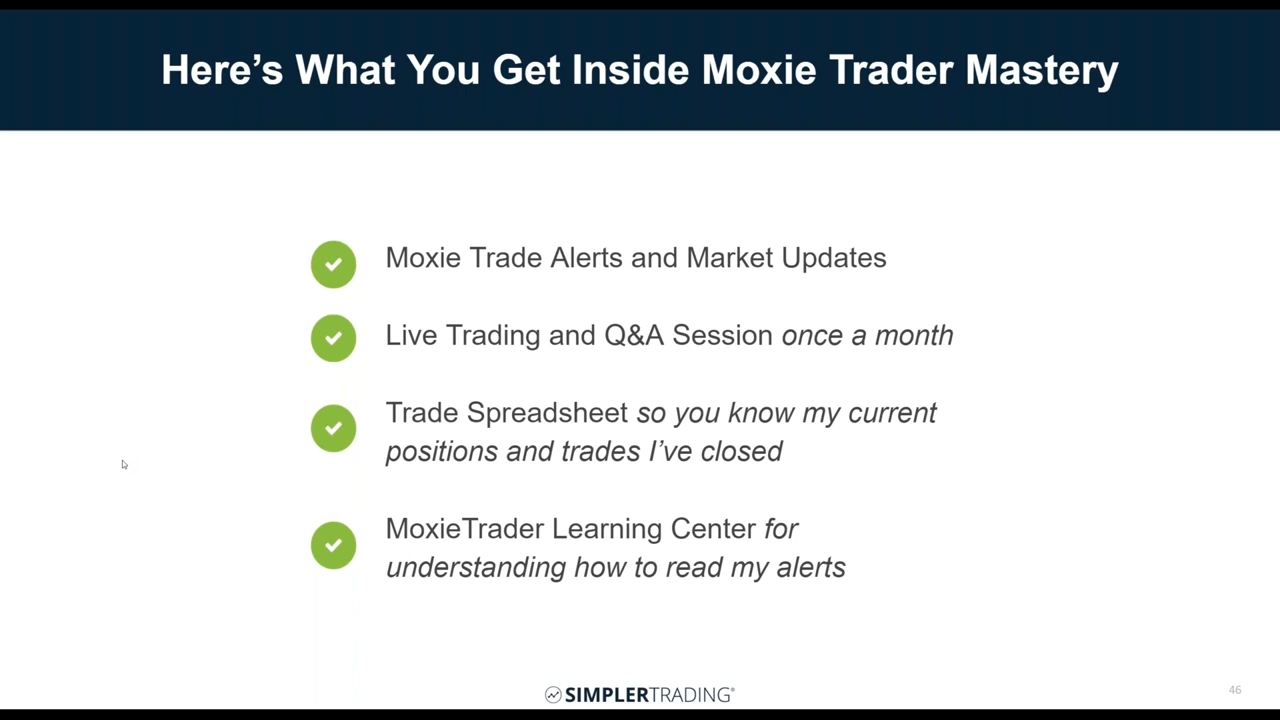 Here’s What You Get Inside Moxie Trader Mastery
Moxie Trade Alerts and Market Updates
Live Trading and Q&A Session once a month
Trade Spreadsheet so you know my current
positions and trades I’ve closed
MoxieTrader Learning Center for
understanding how to read my alerts
SIMPLERTRADING®
46